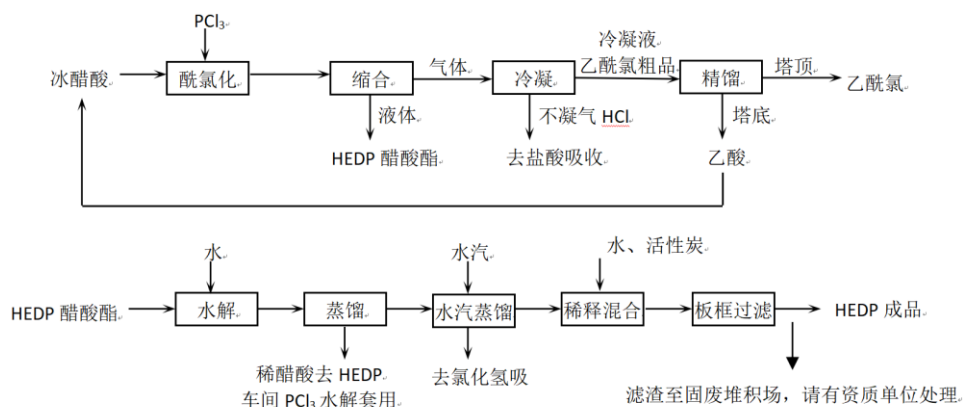 PCl₃
冰醋酸
酰氯化
缩合
气体
冷凝
冷凝液
乙酰氯粗品
精馏
塔顶
乙酰氯
液体
HEDP 醋酸酯
不凝气 HCl
去盐酸吸收
塔底
乙酸
水
水汽
水、活性炭
HEDP 醋酸酯
水解
蒸馏
水汽蒸馏
稀释混合
板框过滤
HEDP 成品
稀醋酸去 HEDP
车间 PCl₃ 水解套用
去氯化氢吸
滤渣至固废堆积场，请有资质单位处理